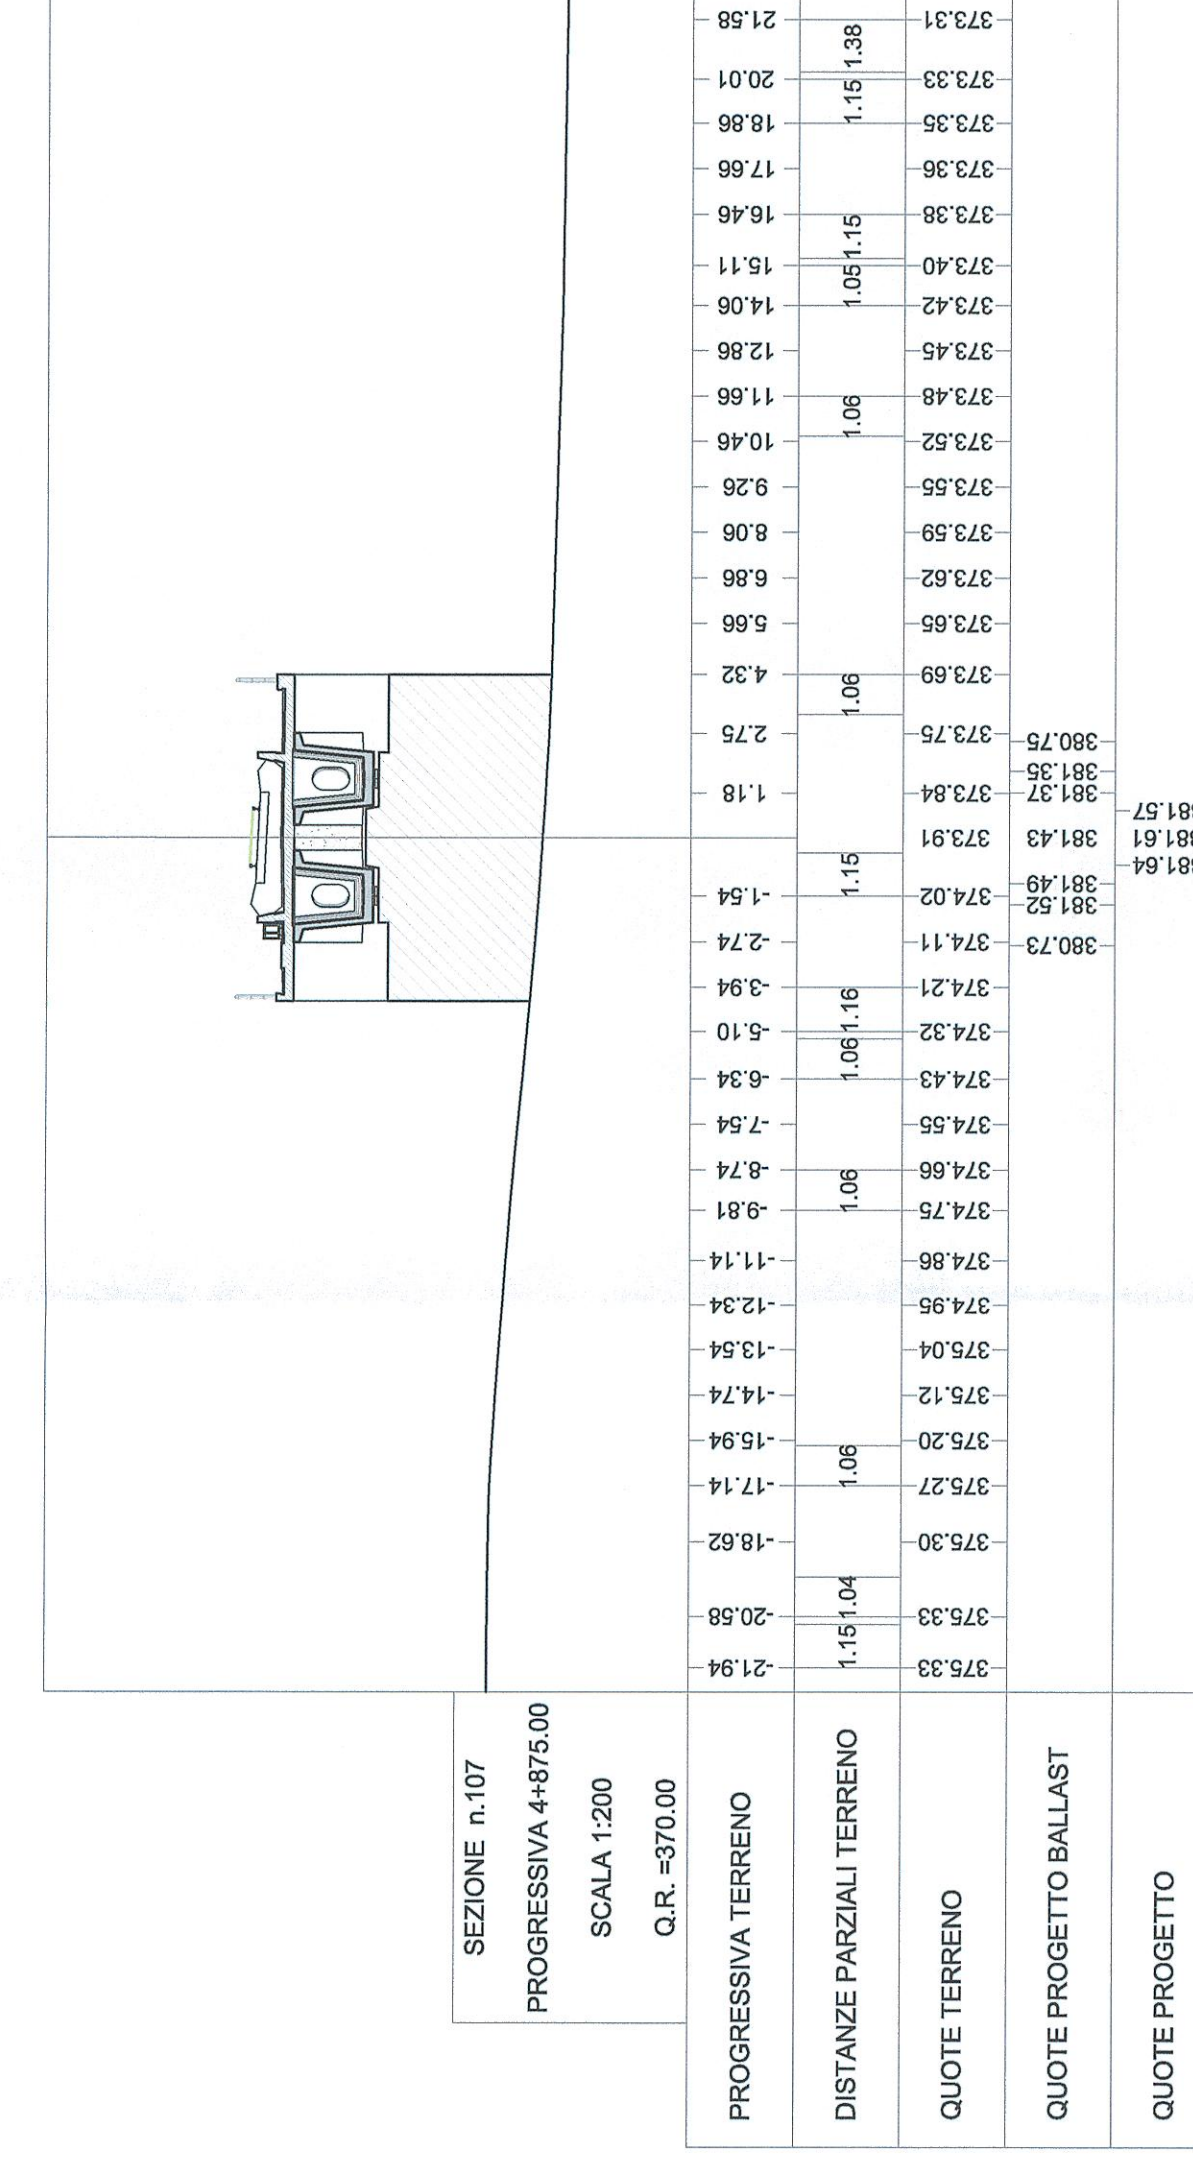 SEZIONE n.107
PROGRESSIVA 4+875.00
SCALA 1:200
Q.R. =370.00
PROGRESSIVA TERRENO -21.94 -20.58 -18.62 -17.14 -15.94 -14.74 -13.54 -12.34 -11.14 -9.81 -8.74 -7.54 -6.34 -5.10 -3.94 -2.74 -1.54 1.18 2.75 4.32 5.66 6.86 8.06 9.26 10.46 11.66 12.86 14.06 15.11 16.46 17.66 18.86 20.01 21.58
DISTANZE PARZIALI TERRENO 1.15 1.04 1.06 1.06 1.06 1.16 1.15 1.06 1.06 1.05 1.15 1.15 1.38
QUOTE TERRENO 375.33 375.33 375.30 375.27 375.20 375.12 375.04 374.95 374.86 374.75 374.66 374.55 374.43 374.32 374.21 374.11 374.02 373.91 373.84 373.75 373.69 373.65 373.62 373.59 373.55 373.52 373.48 373.45 373.42 373.40 373.38 373.36 373.35 373.33 373.31
QUOTE PROGETTO BALLAST 380.73 381.52 381.49 381.43 381.37 381.35 380.75
QUOTE PROGETTO 381.64 381.61 381.57